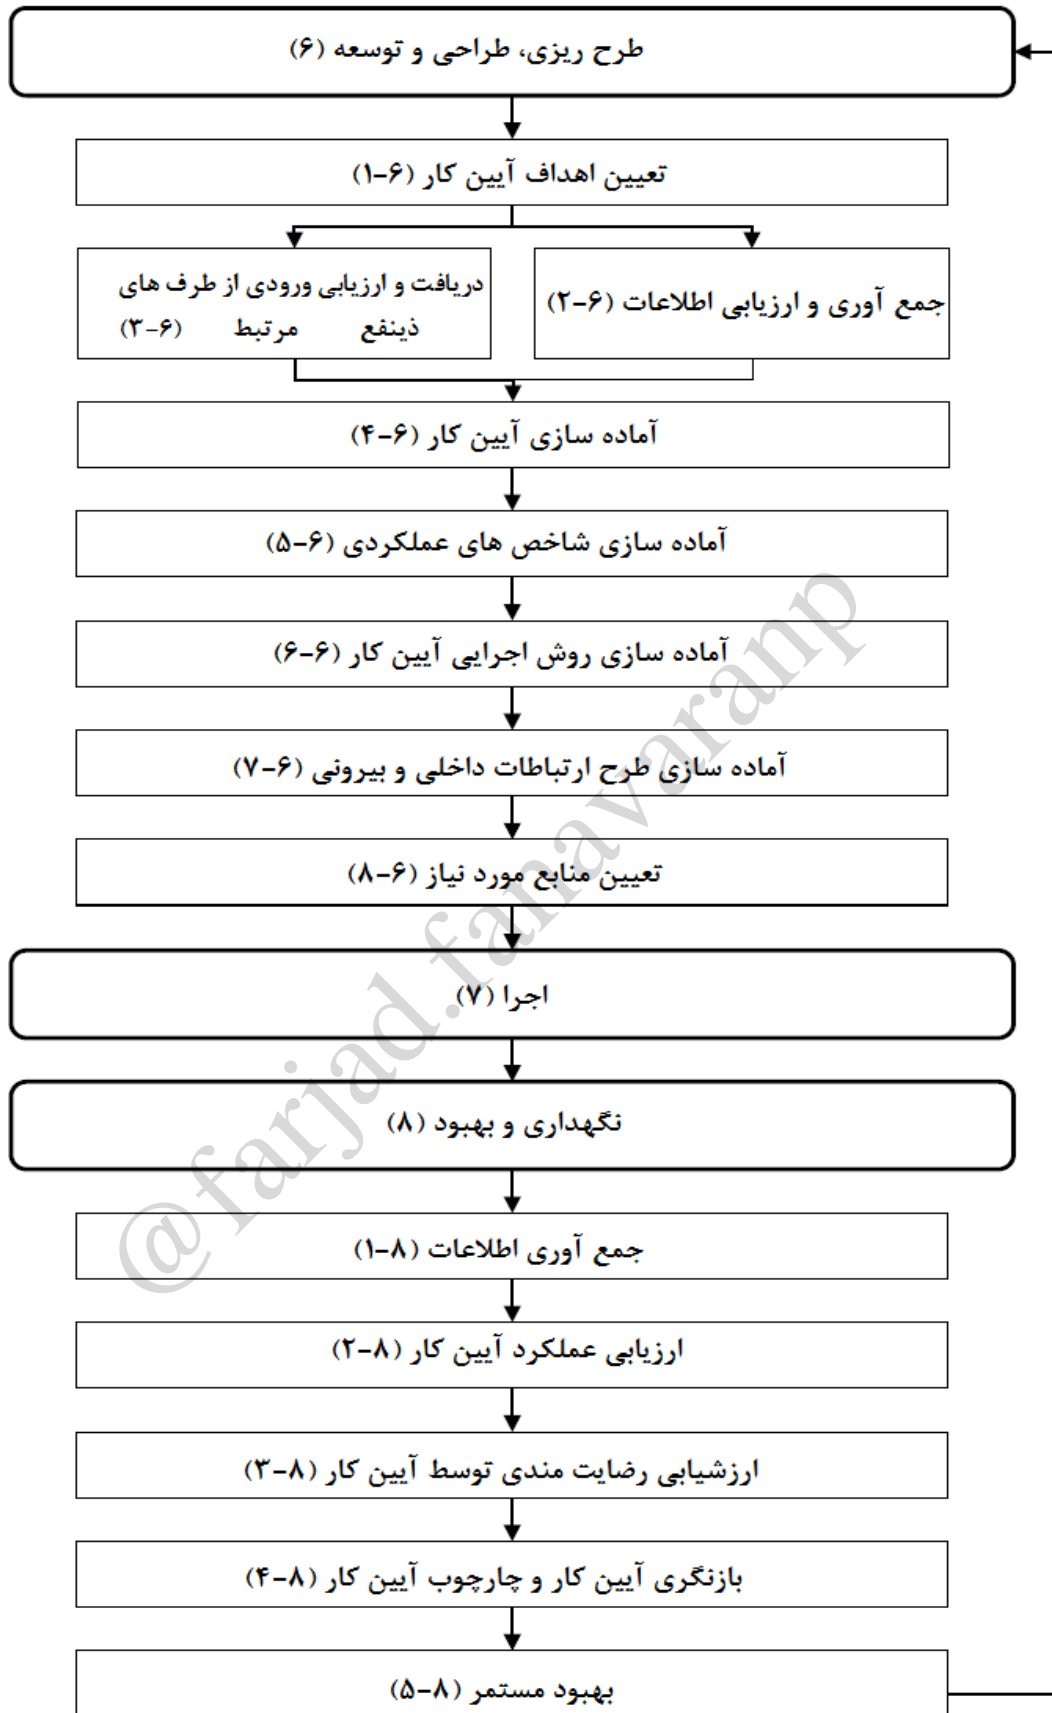 طرح ریزی، طراحی و توسعه (۶)
تعیین اهداف آیین کار (۶-۱)
جمع آوری و ارزیابی اطلاعات (۶-۲)
دریافت و ارزیابی ورودی از طرف های
ذینفع مرتبط (۶-۳)
آماده سازی آیین کار (۶-۴)
آماده سازی شاخص های عملکردی (۶-۵)
آماده سازی روش اجرایی آیین کار (۶-۶)
آماده سازی طرح ارتباطات داخلی و بیرونی (۶-۷)
تعیین منابع مورد نیاز (۶-۸)
اجرا (۷)
نگهداری و بهبود (۸)
جمع آوری اطلاعات (۸-۱)
ارزیابی عملکرد آیین کار (۸-۲)
ارزشیابی رضایت مندی توسط آیین کار (۸-۳)
بازنگری آیین کار و چارچوب آیین کار (۸-۴)
بهبود مستمر (۸-۵)
@farjad.fanavaranp